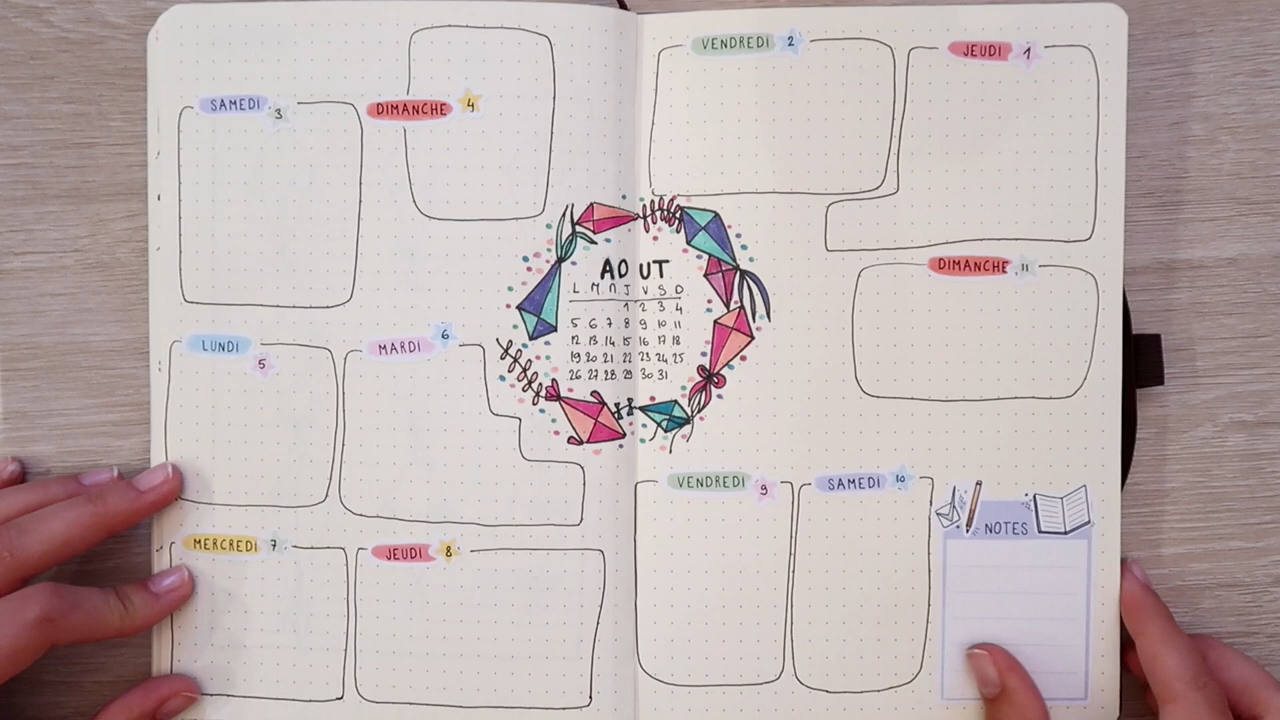 SAMEDI 3
DIMANCHE 4
LUNDI 5
MARDI 6
MERCREDI 7
JEUDI 8
AOUT
L M M J V S D
1 2 3 4
5 6 7 8 9 10 11
12 13 14 15 16 17 18
19 20 21 22 23 24 25
26 27 28 29 30 31
VENDREDI 2
JEUDI 1
DIMANCHE 11
VENDREDI 9
SAMEDI 10
NOTES